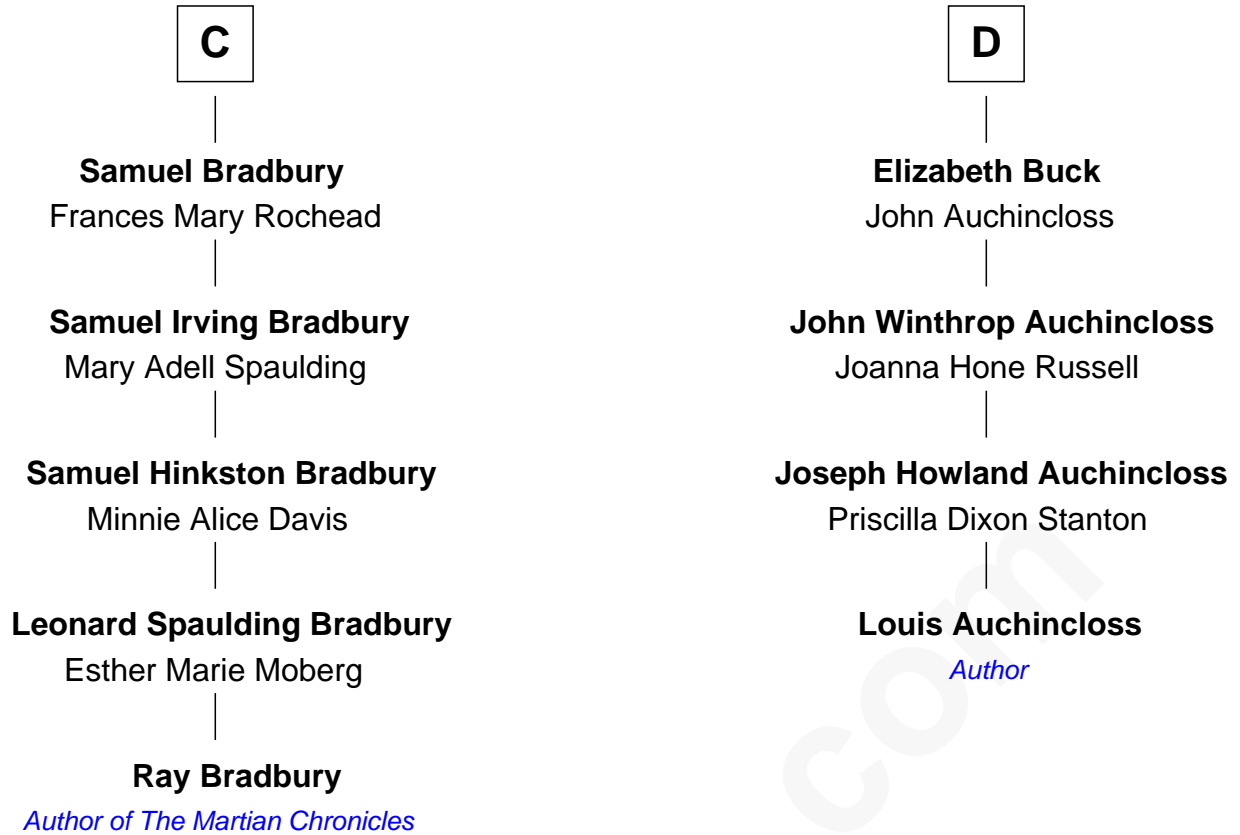 C
Samuel Bradbury
Frances Mary Rochead
Samuel Irving Bradbury
Mary Adell Spaulding
Samuel Hinkston Bradbury
Minnie Alice Davis
Leonard Spaulding Bradbury
Esther Marie Moberg
Ray Bradbury
Author of The Martian Chronicles
D
Elizabeth Buck
John Auchincloss
John Winthrop Auchincloss
Joanna Hone Russell
Joseph Howland Auchincloss
Priscilla Dixon Stanton
Louis Auchincloss
Author
com